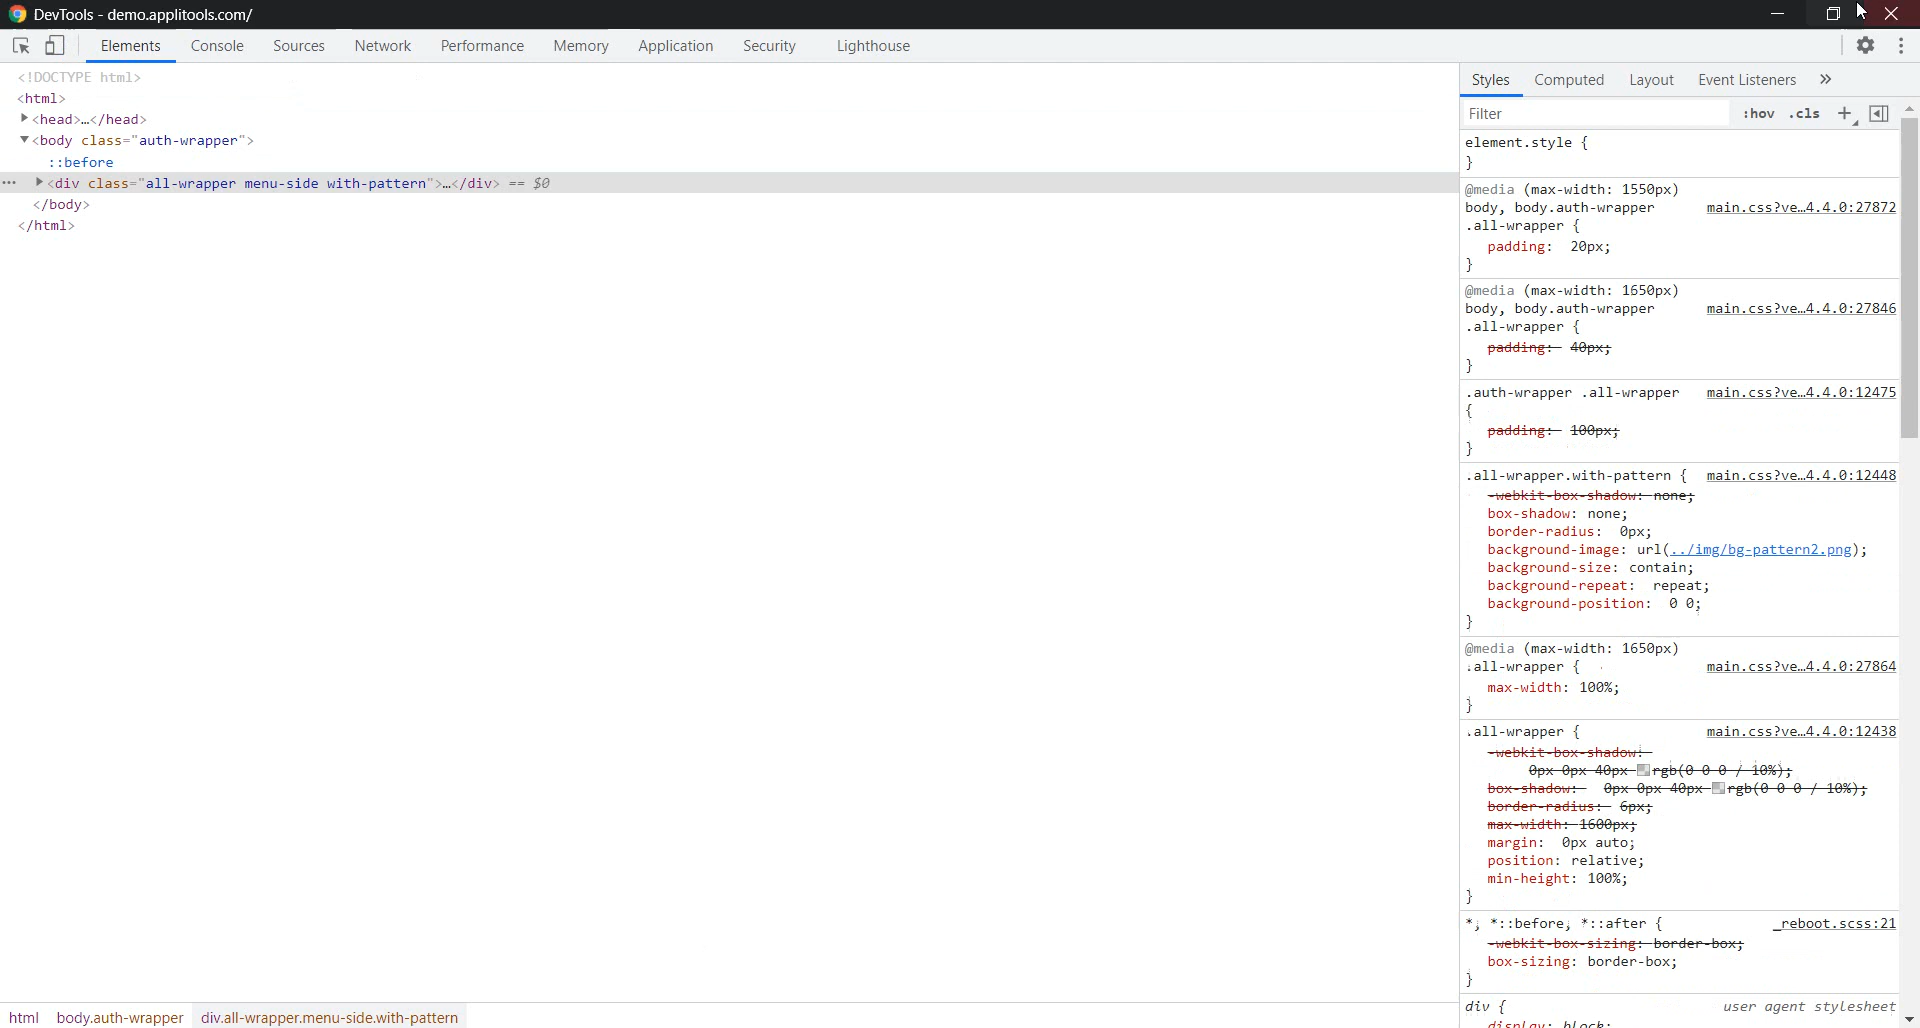 DevTools - demo.applitools.com/
Elements Console Sources Network Performance Memory Application Security Lighthouse
<!DOCTYPE html>
<html>
<head>…</head>
<body class="auth-wrapper">
::before
<div class="all-wrapper menu-side with-pattern">…</div> == $0
</body>
</html>
html body.auth-wrapper div.all-wrapper.menu-side.with-pattern
Styles Computed Layout Event Listeners »
Filter :hov .cls +
element.style {
}
@media (max-width: 1550px)
body, body.auth-wrapper main.css?ve…4.4.0:27872
.all-wrapper {
padding: 20px;
}
@media (max-width: 1650px)
body, body.auth-wrapper main.css?ve…4.4.0:27846
.all-wrapper {
padding: 40px;
}
.auth-wrapper .all-wrapper main.css?ve…4.4.0:12475
{
padding: 100px;
}
.all-wrapper.with-pattern { main.css?ve…4.4.0:12448
-webkit-box-shadow: none;
box-shadow: none;
border-radius: 0px;
background-image: url(../img/bg-pattern2.png);
background-size: contain;
background-repeat: repeat;
background-position: 0 0;
}
@media (max-width: 1650px)
.all-wrapper { main.css?ve…4.4.0:27864
max-width: 100%;
}
.all-wrapper { main.css?ve…4.4.0:12438
-webkit-box-shadow:
0px 0px 40px rgb(0 0 0 / 10%);
box-shadow: 0px 0px 40px rgb(0 0 0 / 10%);
border-radius: 6px;
max-width: 1600px;
margin: 0px auto;
position: relative;
min-height: 100%;
}
*, *::before, *::after { _reboot.scss:21
-webkit-box-sizing: border-box;
box-sizing: border-box;
}
div { user agent stylesheet
display: block;